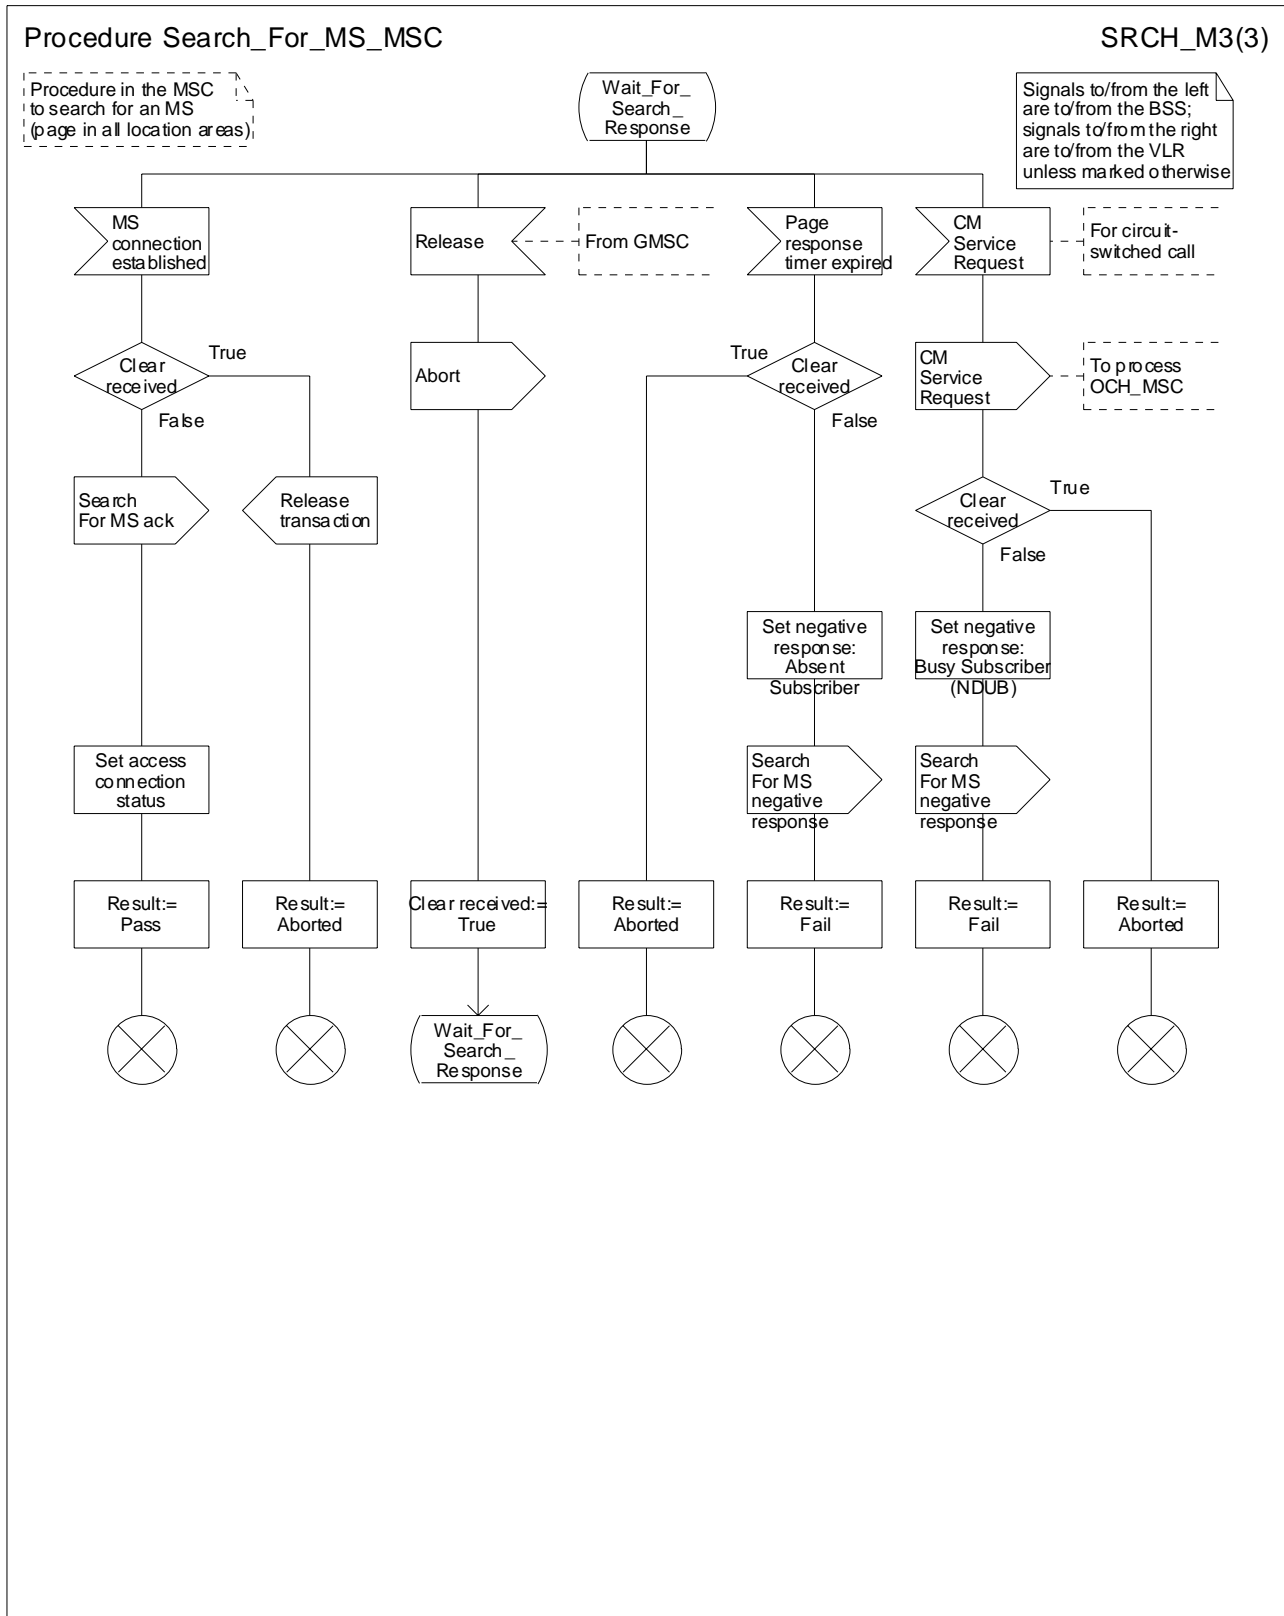 Procedure Search_For_MS_MSC
SRCH_M3(3)
Procedure in the MSC
to search for an MS
(page in all location areas)
Wait_For_
Search_
Response
Signals to/from the left
are to/from the BSS;
signals to/from the right
are to/from the VLR
unless marked otherwise
MS
connection
established
Release
From GMSC
Page
response
timer expired
CM
Service
Request
For circuit-
switched call
Clear
received
True
False
Abort
True
Clear
received
False
CM
Service
Request
To process
OCH_MSC
Search
For MS ack
Release
transaction
Clear
received
True
False
Set negative
response:
Absent
Subscriber
Set negative
response:
Busy Subscriber
(NDUB)
Set access
connection
status
Search
For MS
negative
response
Search
For MS
negative
response
Result:=
Pass
Result:=
Aborted
Clear received:=
True
Result:=
Aborted
Result:=
Fail
Result:=
Fail
Result:=
Aborted
Wait_For_
Search_
Response